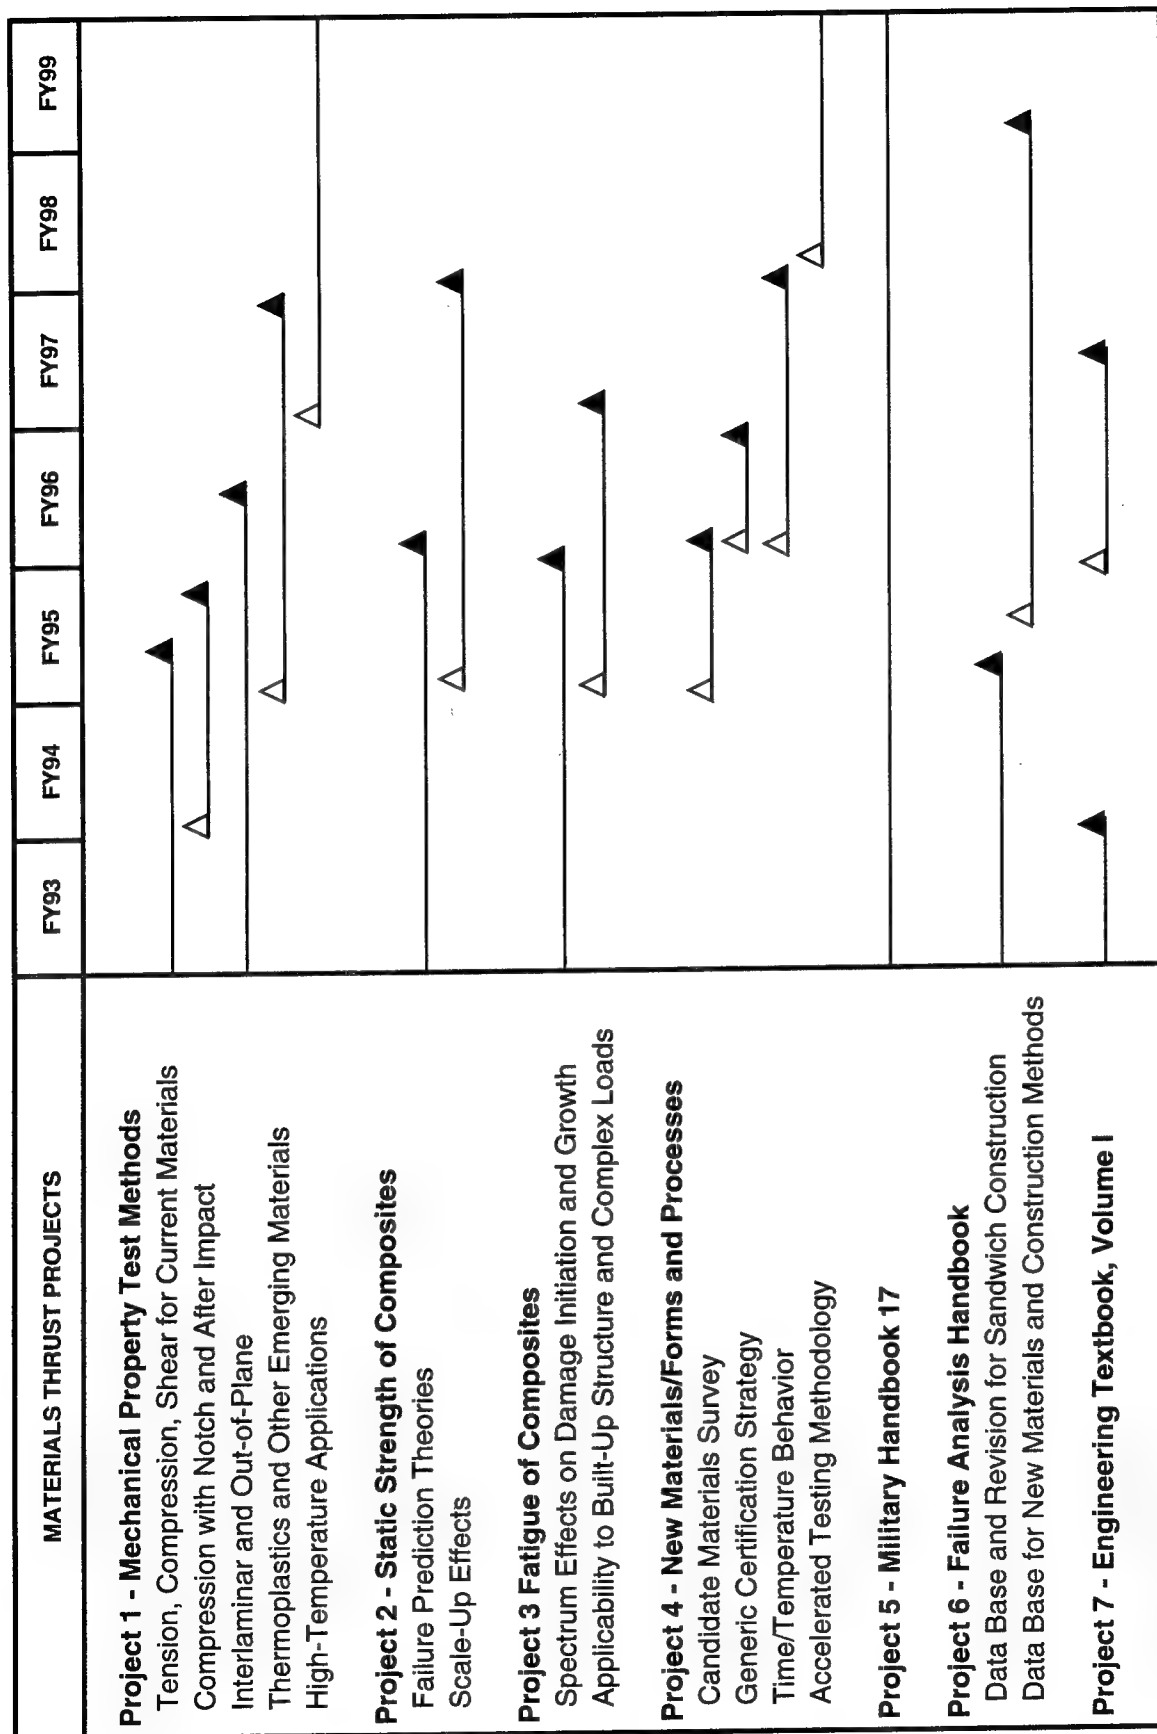 MATERIALS THRUST PROJECTS
FY93
FY94
FY95
FY96
FY97
FY98
FY99
Project 1 - Mechanical Property Test Methods
Tension, Compression, Shear for Current Materials
Compression with Notch and After Impact
Interlaminar and Out-of-Plane
Thermoplastics and Other Emerging Materials
High-Temperature Applications
Project 2 - Static Strength of Composites
Failure Prediction Theories
Scale-Up Effects
Project 3 Fatigue of Composites
Spectrum Effects on Damage Initiation and Growth
Applicability to Built-Up Structure and Complex Loads
Project 4 - New Materials/Forms and Processes
Candidate Materials Survey
Generic Certification Strategy
Time/Temperature Behavior
Accelerated Testing Methodology
Project 5 - Military Handbook 17
Project 6 - Failure Analysis Handbook
Data Base and Revision for Sandwich Construction
Data Base for New Materials and Construction Methods
Project 7 - Engineering Textbook, Volume I